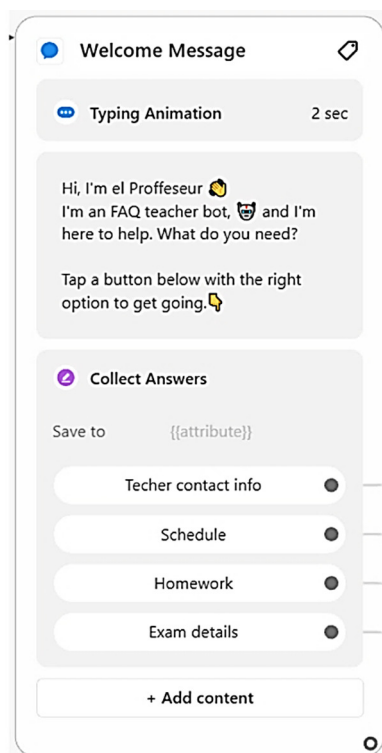 Welcome Message
Typing Animation 2 sec
Hi, I'm el Proffeseur 👏
I'm an FAQ teacher bot, 🤖 and I'm
here to help. What do you need?
Tap a button below with the right
option to get going.👇
Collect Answers
Save to {{attribute}}
Techer contact info
Schedule
Homework
Exam details
+ Add content